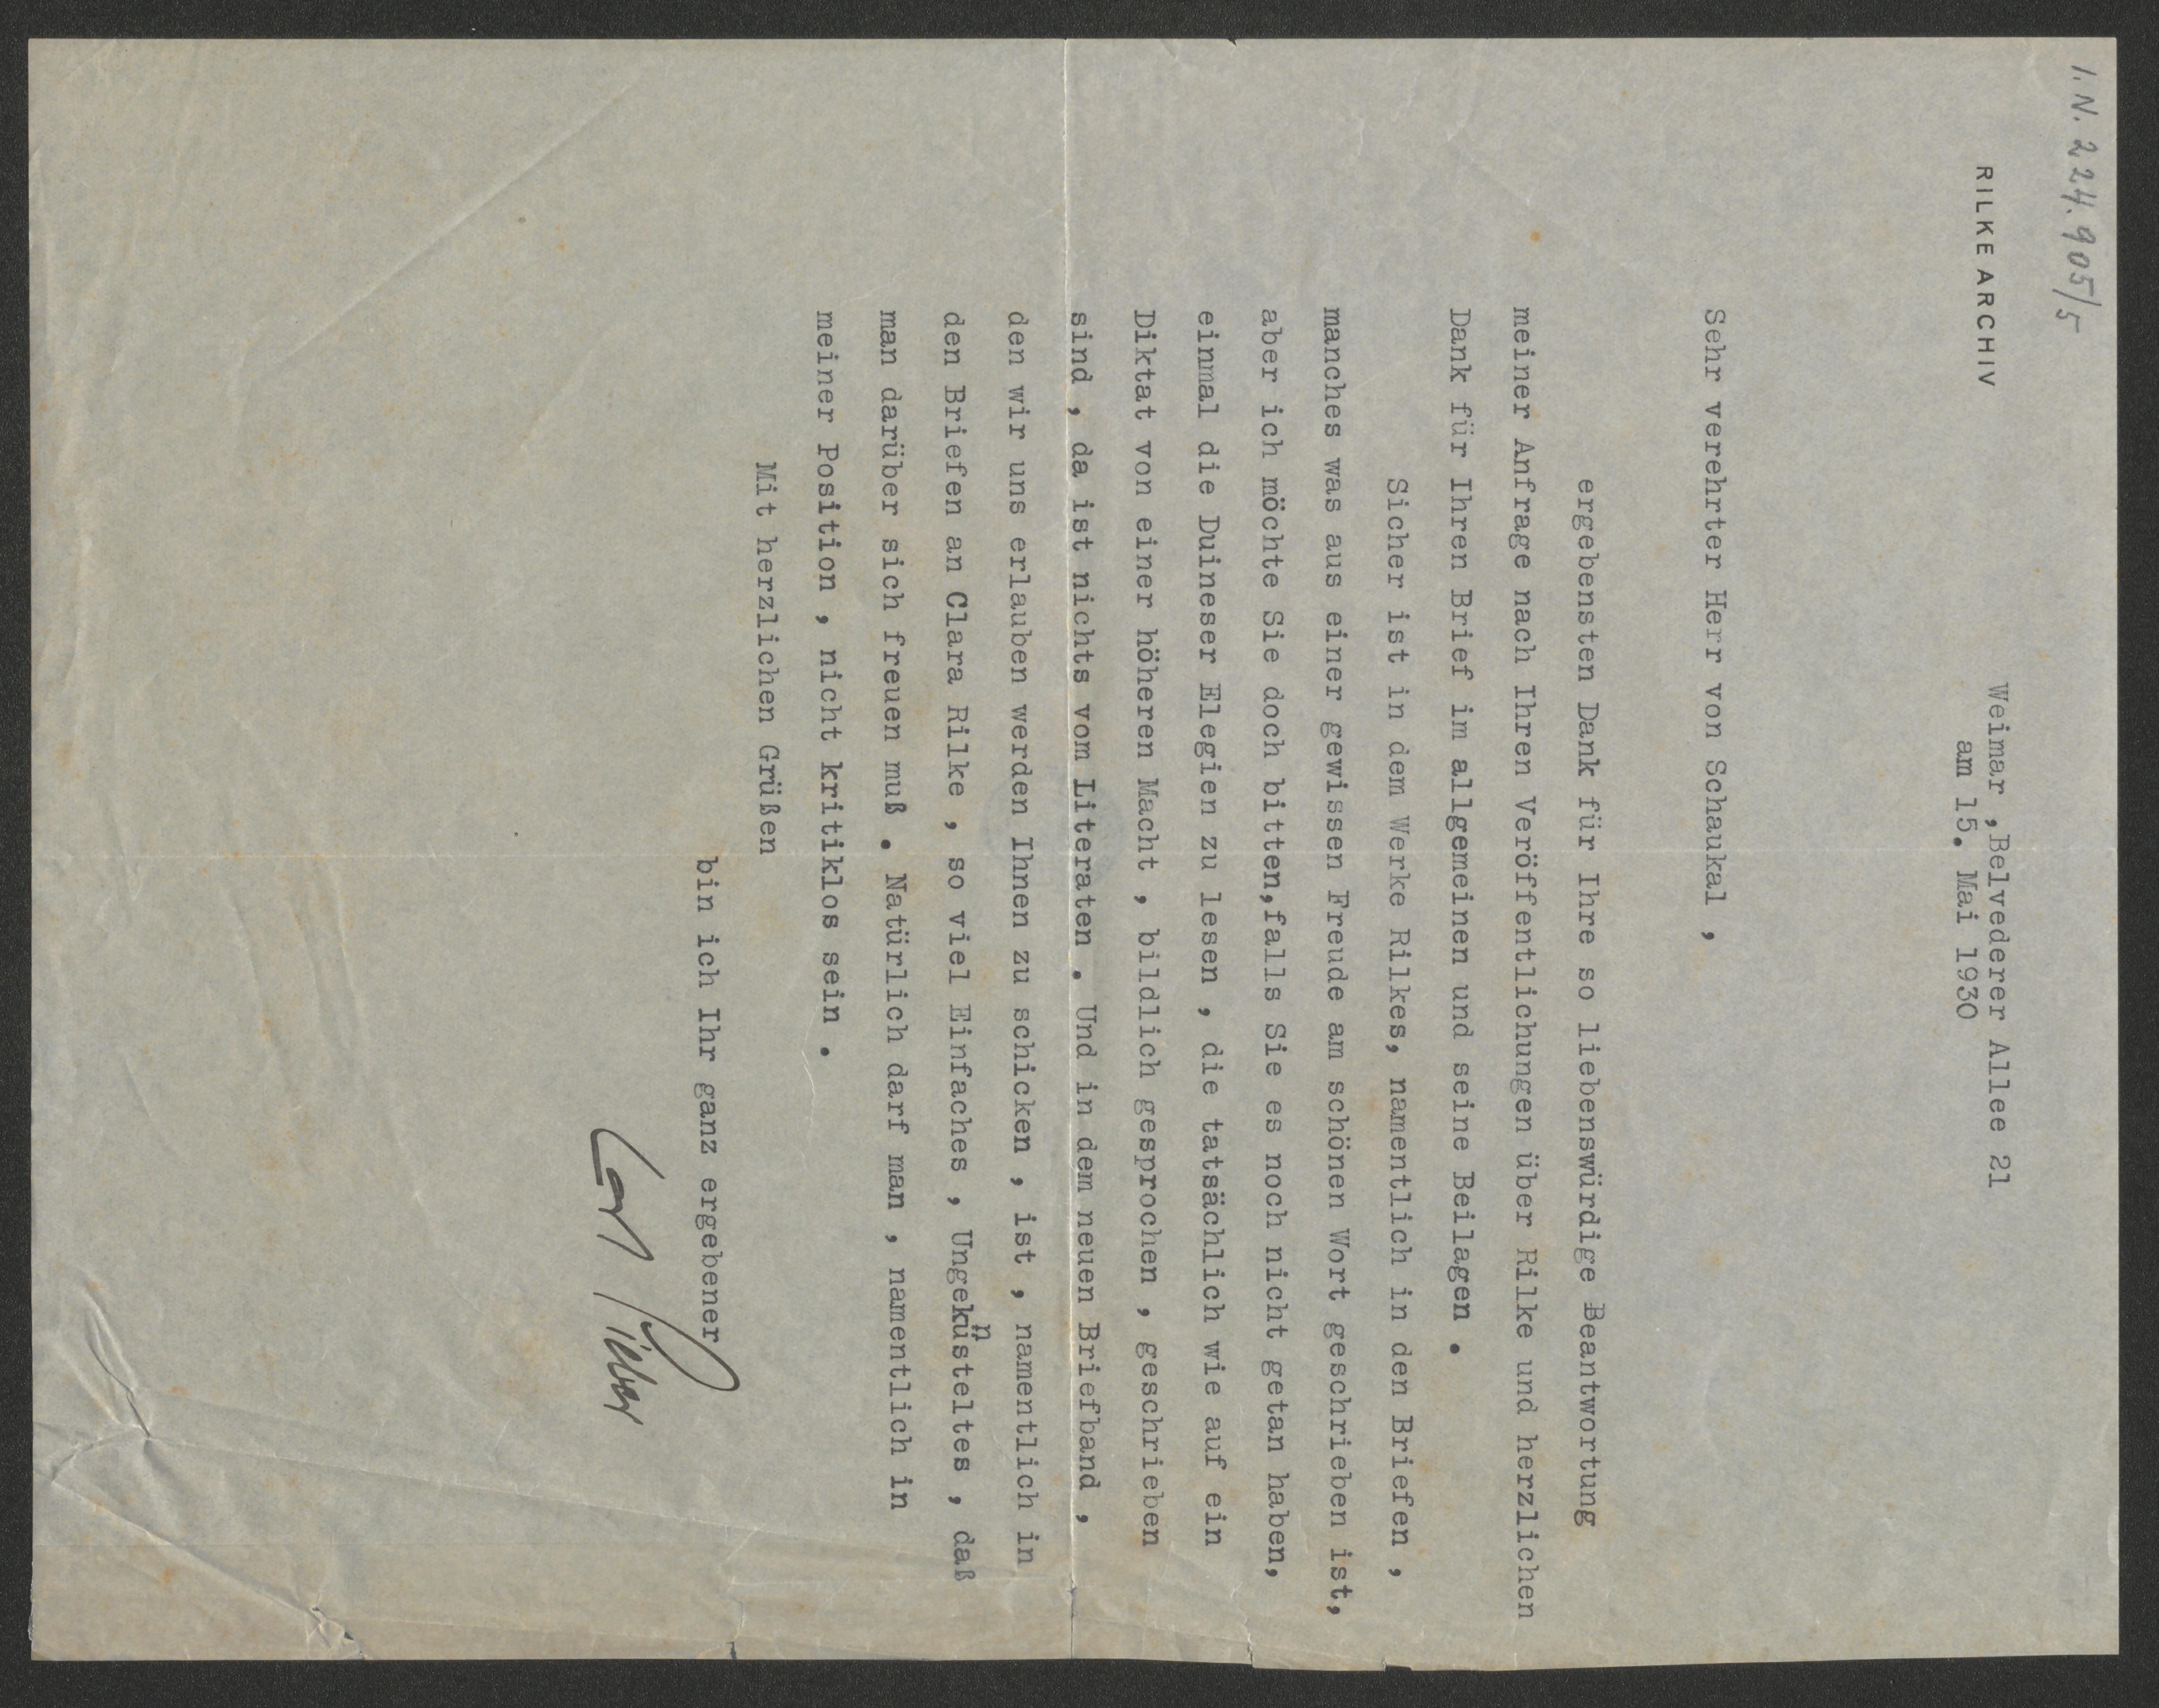 I.N. 224.905/5
RILKE ARCHIV
Weimar ,Belvederer Allee 21
am 15. Mai 1930
Sehr verehrter Herr von Schaukal ,
ergebensten Dank für Ihre so liebenswürdige Beantwortung
meiner Anfrage nach Ihren Veröffentlichungen über Rilke und herzlichen
Dank für Ihren Brief im allgemeinen und seine Beilagen .
Sicher ist in dem Werke Rilkes, namentlich in den Briefen ,
manches was aus einer gewissen Freude am schönen Wort geschrieben ist,
aber ich möchte Sie doch bitten,falls Sie es noch nicht getan haben,
einmal die Duineser Elegien zu lesen , die tatsächlich wie auf ein
Diktat von einer höheren Macht , bildlich gesprochen , geschrieben
sind , da ist nichts vom Literaten . Und in dem neuen Briefband ,
den wir uns erlauben werden Ihnen zu schicken , ist , namentlich in
den Briefen an Clara Rilke , so viel Einfaches , Ungekünsteltes , daß
man darüber sich freuen muß . Natürlich darf man , namentlich in
meiner Position , nicht kritiklos sein .
Mit herzlichen Grüßen
bin ich Ihr ganz ergebener
Carl Sieber